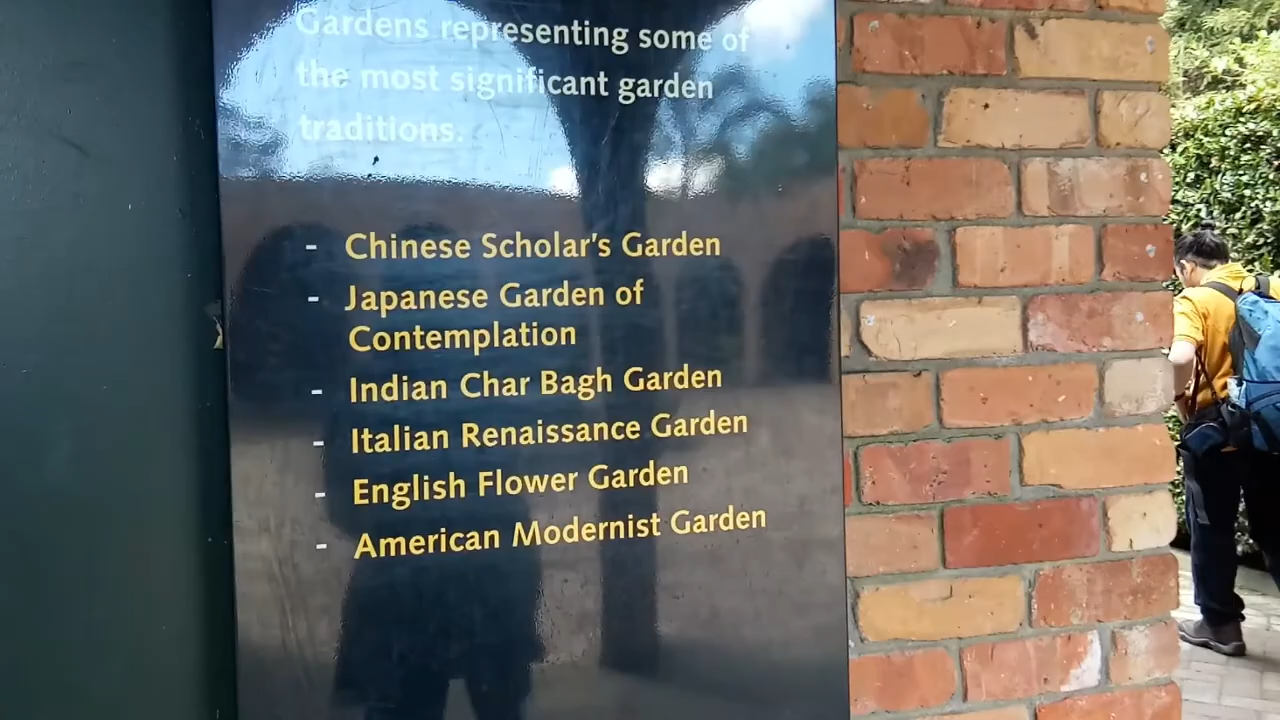 Gardens representing some of
the most significant garden
traditions.
- Chinese Scholar's Garden
- Japanese Garden of
Contemplation
- Indian Char Bagh Garden
- Italian Renaissance Garden
- English Flower Garden
- American Modernist Garden